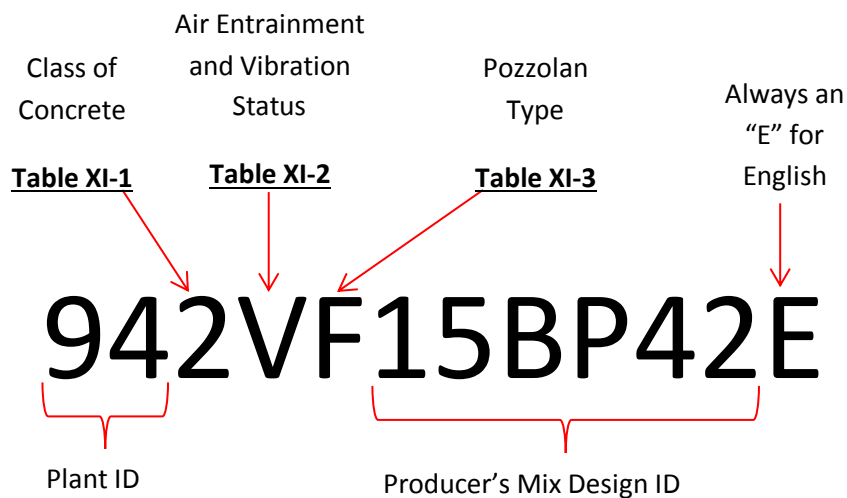 Class of
Concrete
Table XI-1
Air Entrainment
and Vibration
Status
Table XI-2
Pozzolan
Type
Table XI-3
Always an
“E” for
English
942VF15BP42E
Plant ID
Producer’s Mix Design ID